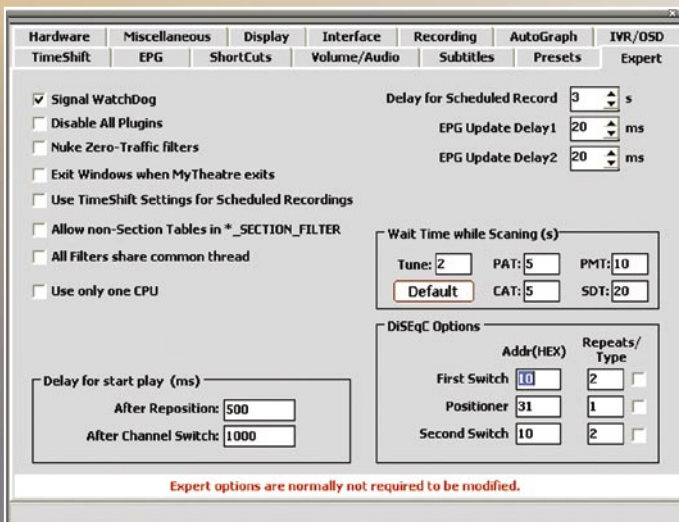 Hardware Miscellaneous Display Interface Recording AutoGraph IVR/OSD
TimeShift EPG ShortCuts Volume/Audio Subtitles Presets Expert
Signal WatchDog
Disable All Plugins
Nuke Zero-Traffic filters
Exit Windows when MyTheatre exits
Use TimeShift Settings for Scheduled Recordings
Allow non-Section Tables in *_SECTION_FILTER
All Filters share common thread
Use only one CPU
Delay for Scheduled Record 3 s
EPG Update Delay1 20 ms
EPG Update Delay2 20 ms
Wait Time while Scaning (s)
Tune: 2 PAT: 5 PMT: 10
Default CAT: 5 SDT: 20
DiSEqC Options
Addr(HEX) Repeats/
Type
First Switch 10 2
Positioner 31 1
Second Switch 10 2
Delay for start play (ms)
After Reposition: 500
After Channel Switch: 1000
Expert options are normally not required to be modified.